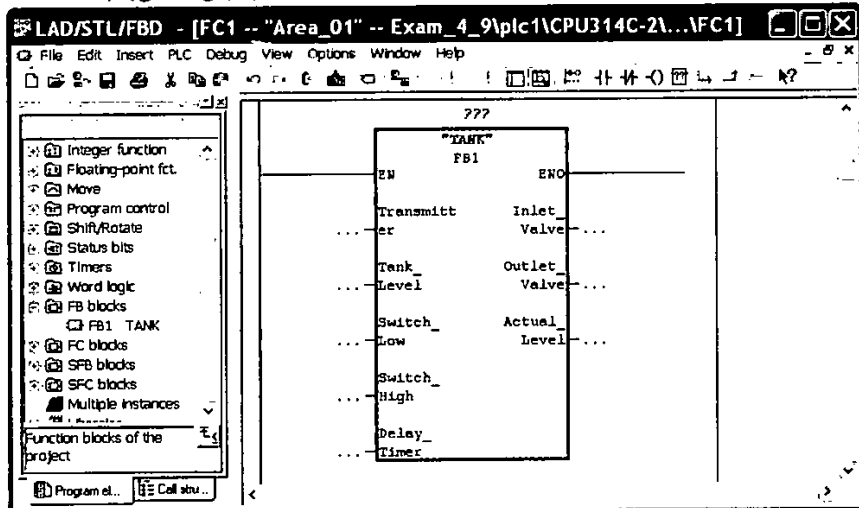 LAD/STL/FBD - [FC1 -- "Area_01" -- Exam_4_9\plc1\CPU314C-2\...\FC1]
File Edit Insert PLC Debug View Options Window Help
Integer function
Floating-point fct.
Move
Program control
Shift/Rotate
Status bits
Timers
Word logic
FB blocks
FB1 TANK
FC blocks
SFB blocks
SFC blocks
Multiple instances
Function blocks of the
project
Program el...
Call stru...
???
"TANK"
FB1
EN ENO
Transmitt Inlet_
... er Valve ...
Tank_ Outlet_
... Level Valve ...
Switch_ Actual_
... Low Level ...
Switch_
... High
Delay_
... Timer